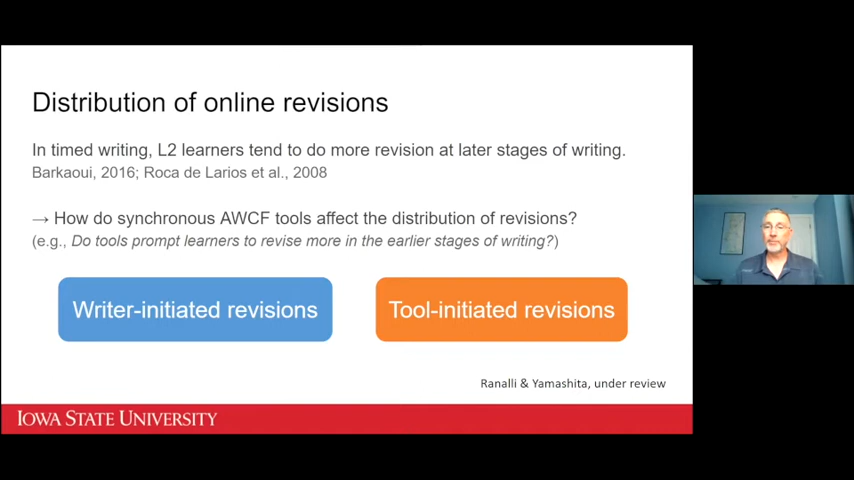 Distribution of online revisions
In timed writing, L2 learners tend to do more revision at later stages of writing.
Barkaoui, 2016; Roca de Larios et al., 2008
→ How do synchronous AWCF tools affect the distribution of revisions?
(e.g., Do tools prompt learners to revise more in the earlier stages of writing?)
Writer-initiated revisions
Tool-initiated revisions
Ranalli & Yamashita, under review
IOWA STATE UNIVERSITY